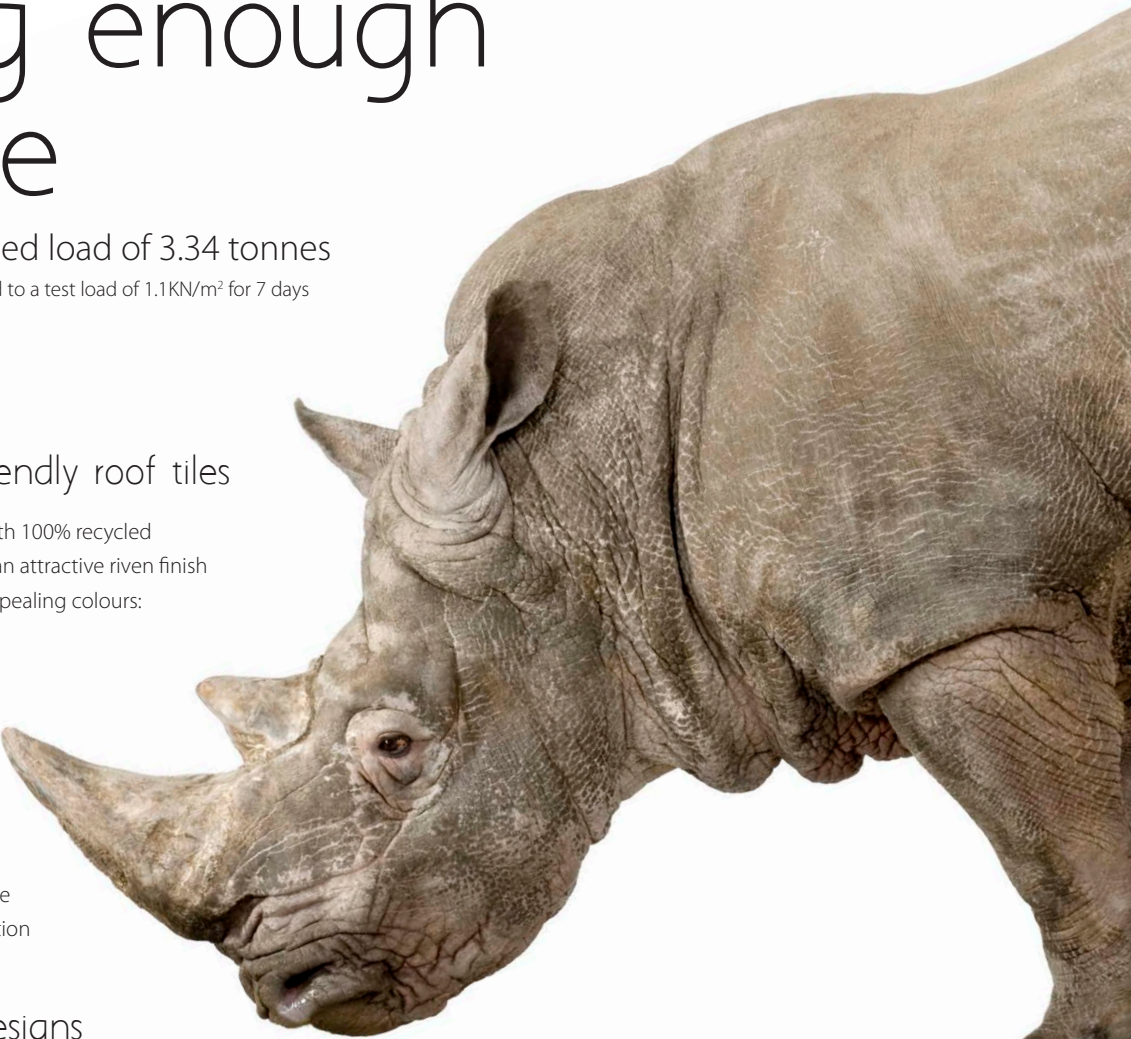 g enough
e
ed load of 3.34 tonnes
to a test load of 1.1KN/m² for 7 days
endly roof tiles
th 100% recycled
an attractive riven finish
pealing colours:
e
tion
esigns